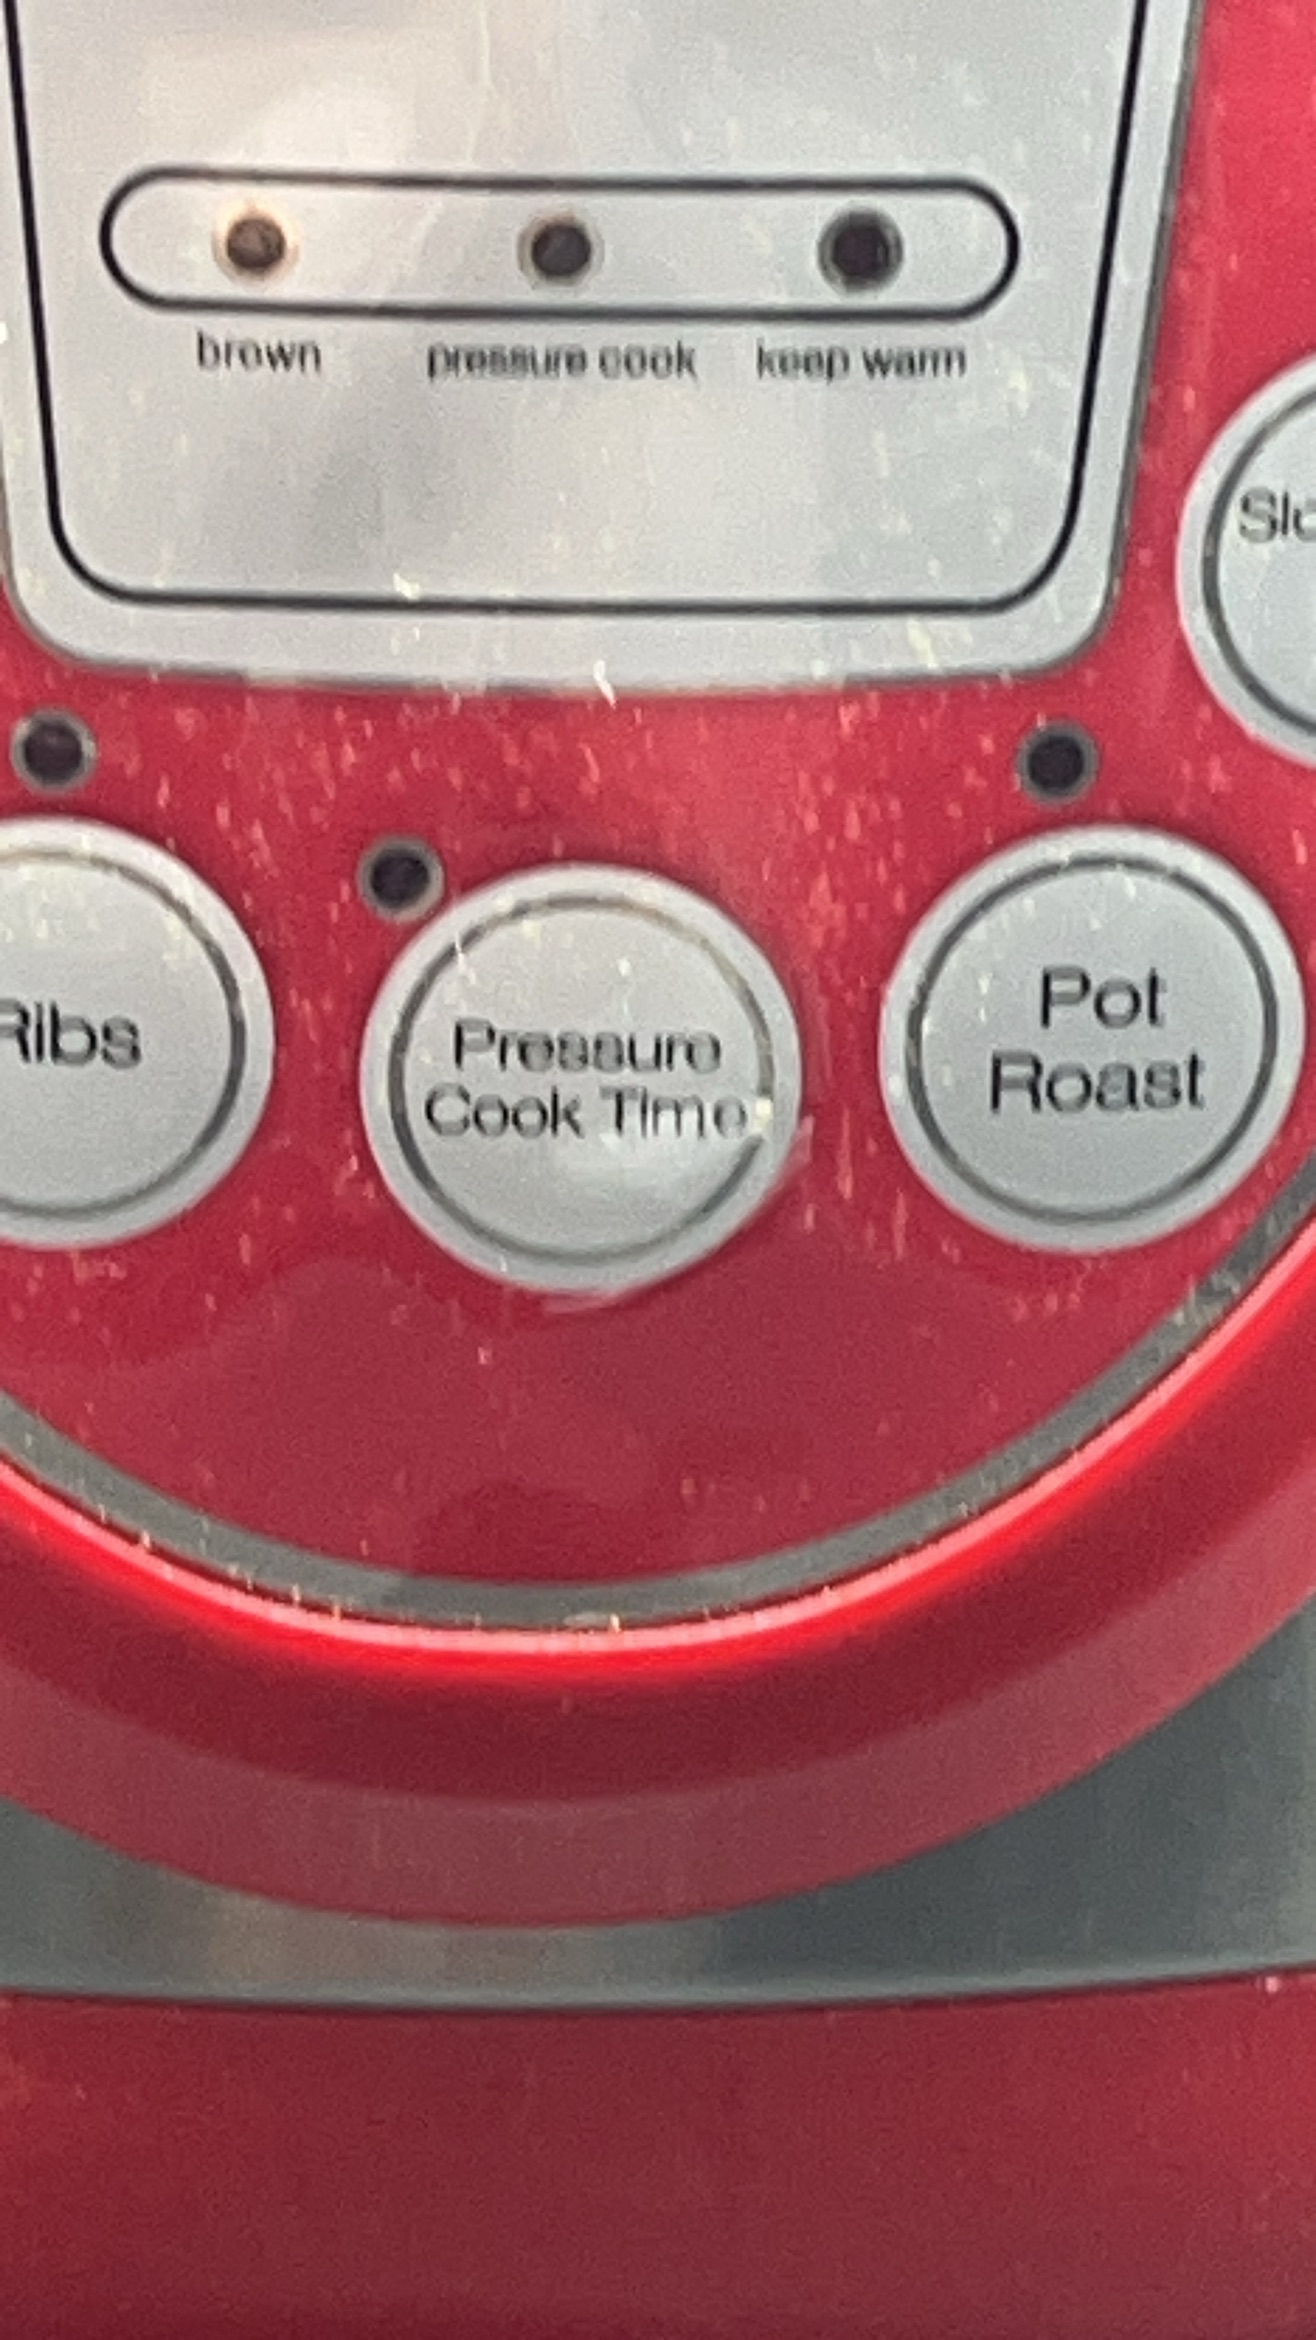 brown pressure cook keep warm
Ribs
Pressure
Cook Time
Pot
Roast